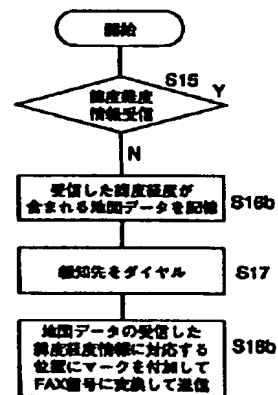 開始
S15
緯度経度
情報受信
Y
N
受信した緯度経度が
含まれる地図データを記憶
S16b
報知先をダイヤル
S17
地図データの受信した
緯度経度情報に対応する
位置にマークを付加して
FAX信号に変換して送信
S18b